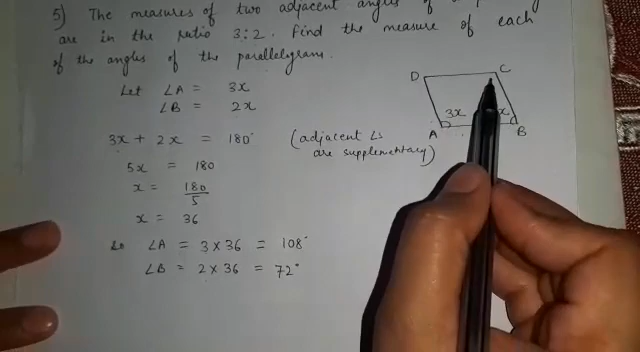 5) The measures of two adjacent angles of
are in the ratio 3:2. Find the measure of each
of the angles of the parallelogram.
Let ∠A = 3x
∠B = 2x
3x + 2x = 180° (adjacent ∠s are supplementary)
5x = 180
x = 180/5
x = 36
So ∠A = 3 × 36 = 108°
∠B = 2 × 36 = 72°
D C
3x x
A B